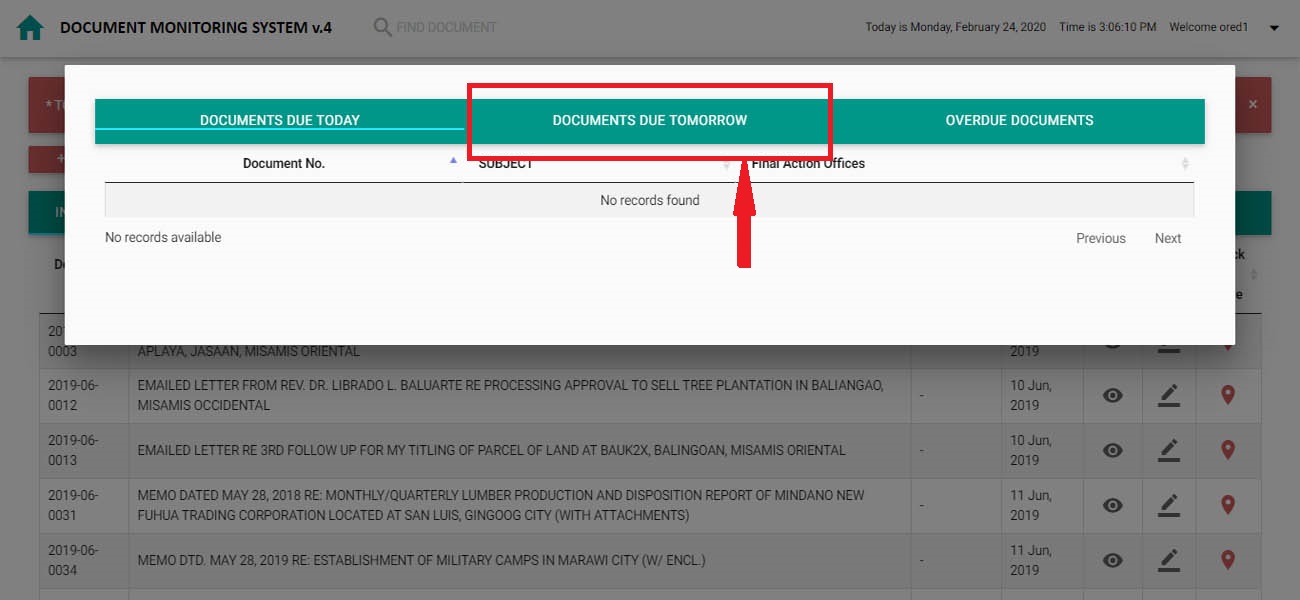 DOCUMENT MONITORING SYSTEM v.4
FIND DOCUMENT
Today is Monday, February 24, 2020 Time is 3:06:10 PM Welcome ored1
×
DOCUMENTS DUE TODAY
DOCUMENTS DUE TOMORROW
OVERDUE DOCUMENTS
Document No.
SUBJECT
Final Action Offices
No records found
No records available
Previous
Next
0003
APLAYA, JASAAN, MISAMIS ORIENTAL
2019
2019-06-
0012
EMAILED LETTER FROM REV. DR. LIBRADO L. BALUARTE RE PROCESSING APPROVAL TO SELL TREE PLANTATION IN BALIANGAO,
MISAMIS OCCIDENTAL
-
10 Jun,
2019
2019-06-
0013
EMAILED LETTER RE 3RD FOLLOW UP FOR MY TITLING OF PARCEL OF LAND AT BAUK2X, BALINGOAN, MISAMIS ORIENTAL
-
10 Jun,
2019
2019-06-
0031
MEMO DATED MAY 28, 2018 RE: MONTHLY/QUARTERLY LUMBER PRODUCTION AND DISPOSITION REPORT OF MINDANO NEW
FUHUA TRADING CORPORATION LOCATED AT SAN LUIS, GINGOOG CITY (WITH ATTACHMENTS)
-
11 Jun,
2019
2019-06-
0034
MEMO DTD. MAY 28, 2019 RE: ESTABLISHMENT OF MILITARY CAMPS IN MARAWI CITY (W/ ENCL.)
-
11 Jun,
2019